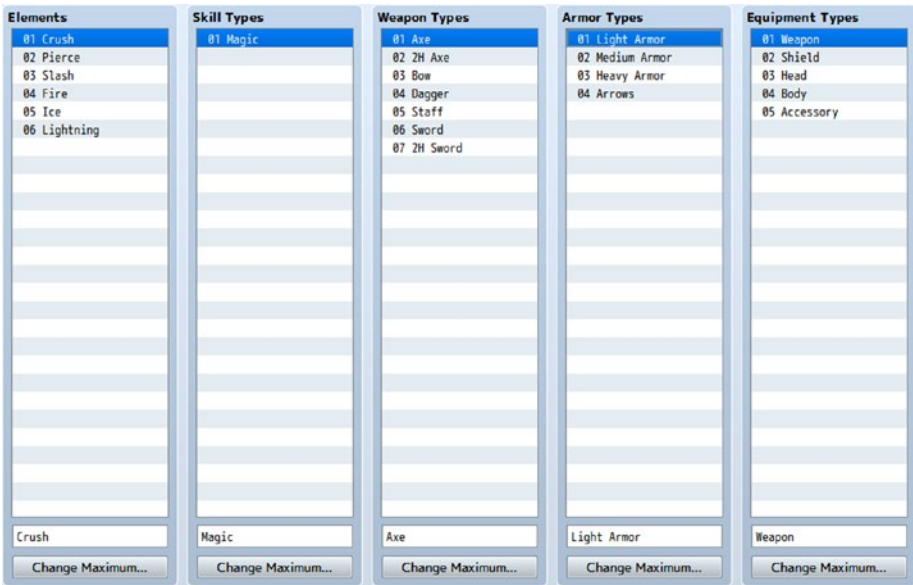 Elements
01 Crush
02 Pierce
03 Slash
04 Fire
05 Ice
06 Lightning
Crush
Change Maximum...
Skill Types
01 Magic
Magic
Change Maximum...
Weapon Types
01 Axe
02 2H Axe
03 Bow
04 Dagger
05 Staff
06 Sword
07 2H Sword
Axe
Change Maximum...
Armor Types
01 Light Armor
02 Medium Armor
03 Heavy Armor
04 Arrows
Light Armor
Change Maximum...
Equipment Types
01 Weapon
02 Shield
03 Head
04 Body
05 Accessory
Weapon
Change Maximum...